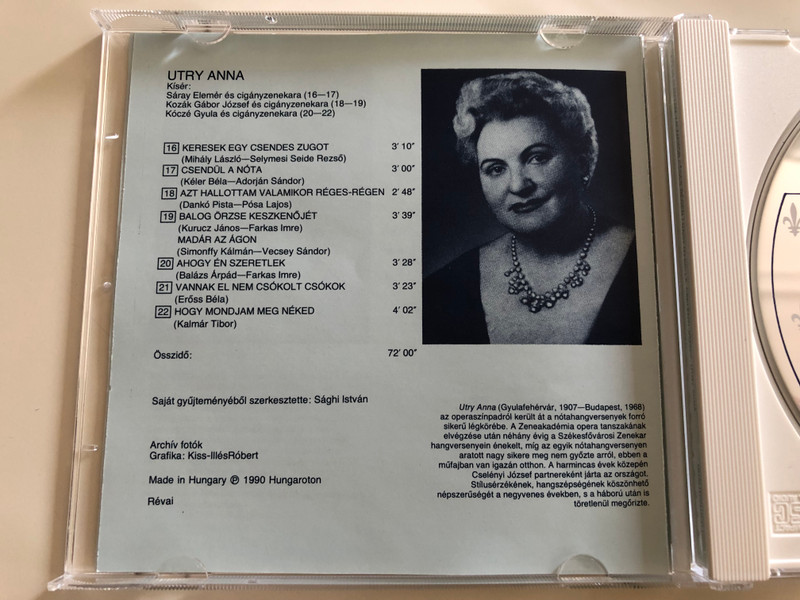 UTRY ANNA
Kísér:
Sáray Elemér és cigányzenekara (16—17)
Kozák Gábor József és cigányzenekara (18—19)
Kóczé Gyula és cigányzenekara (20—22)
16 KERESEK EGY CSENDES ZUGOT 3′ 10″
(Mihály László—Selymesi Seide Rezső)
17 CSENDÜL A NÓTA 3′ 00″
(Kéler Béla—Adorján Sándor)
18 AZT HALLOTTAM VALAMIKOR RÉGES-RÉGEN 2′ 48″
(Dankó Pista—Pósa Lajos)
19 BALOG ÖRZSE KESZKENŐJÉT 3′ 39″
(Kurucz János—Farkas Imre)
MADÁR AZ ÁGON
(Simonffy Kálmán—Vecsey Sándor)
20 AHOGY ÉN SZERETLEK 3′ 28″
(Balázs Árpád—Farkas Imre)
21 VANNAK EL NEM CSÓKOLT CSÓKOK 3′ 23″
(Erőss Béla)
22 HOGY MONDJAM MEG NÉKED 4′ 02″
(Kalmár Tibor)
Összidő: 72′ 00″
Saját gyűjteményéből szerkesztette: Sághi István
Archív fotók
Grafika: Kiss-IllésRóbert
Made in Hungary ℗ 1990 Hungaroton
Révai
Utry Anna (Gyulafehérvár, 1907—Budapest, 1968)
az operaszínpadról került át a nótahangversenyek forró
sikerű légkörébe. A Zeneakadémia opera tanszakának
elvégzése után néhány évig a Székesfővárosi Zenekar
hangversenyein énekelt, míg az egyik nótahangversenyen
aratott nagy sikere meg nem győzte arról, ebben a
műfajban van igazán otthon. A harmincas évek közepén
Cselényi József partnereként járta az országot.
Stílusérzékének, hangszépségének köszönhető
népszerűségét a negyvenes években, s a háború után is
töretlenül megőrizte.